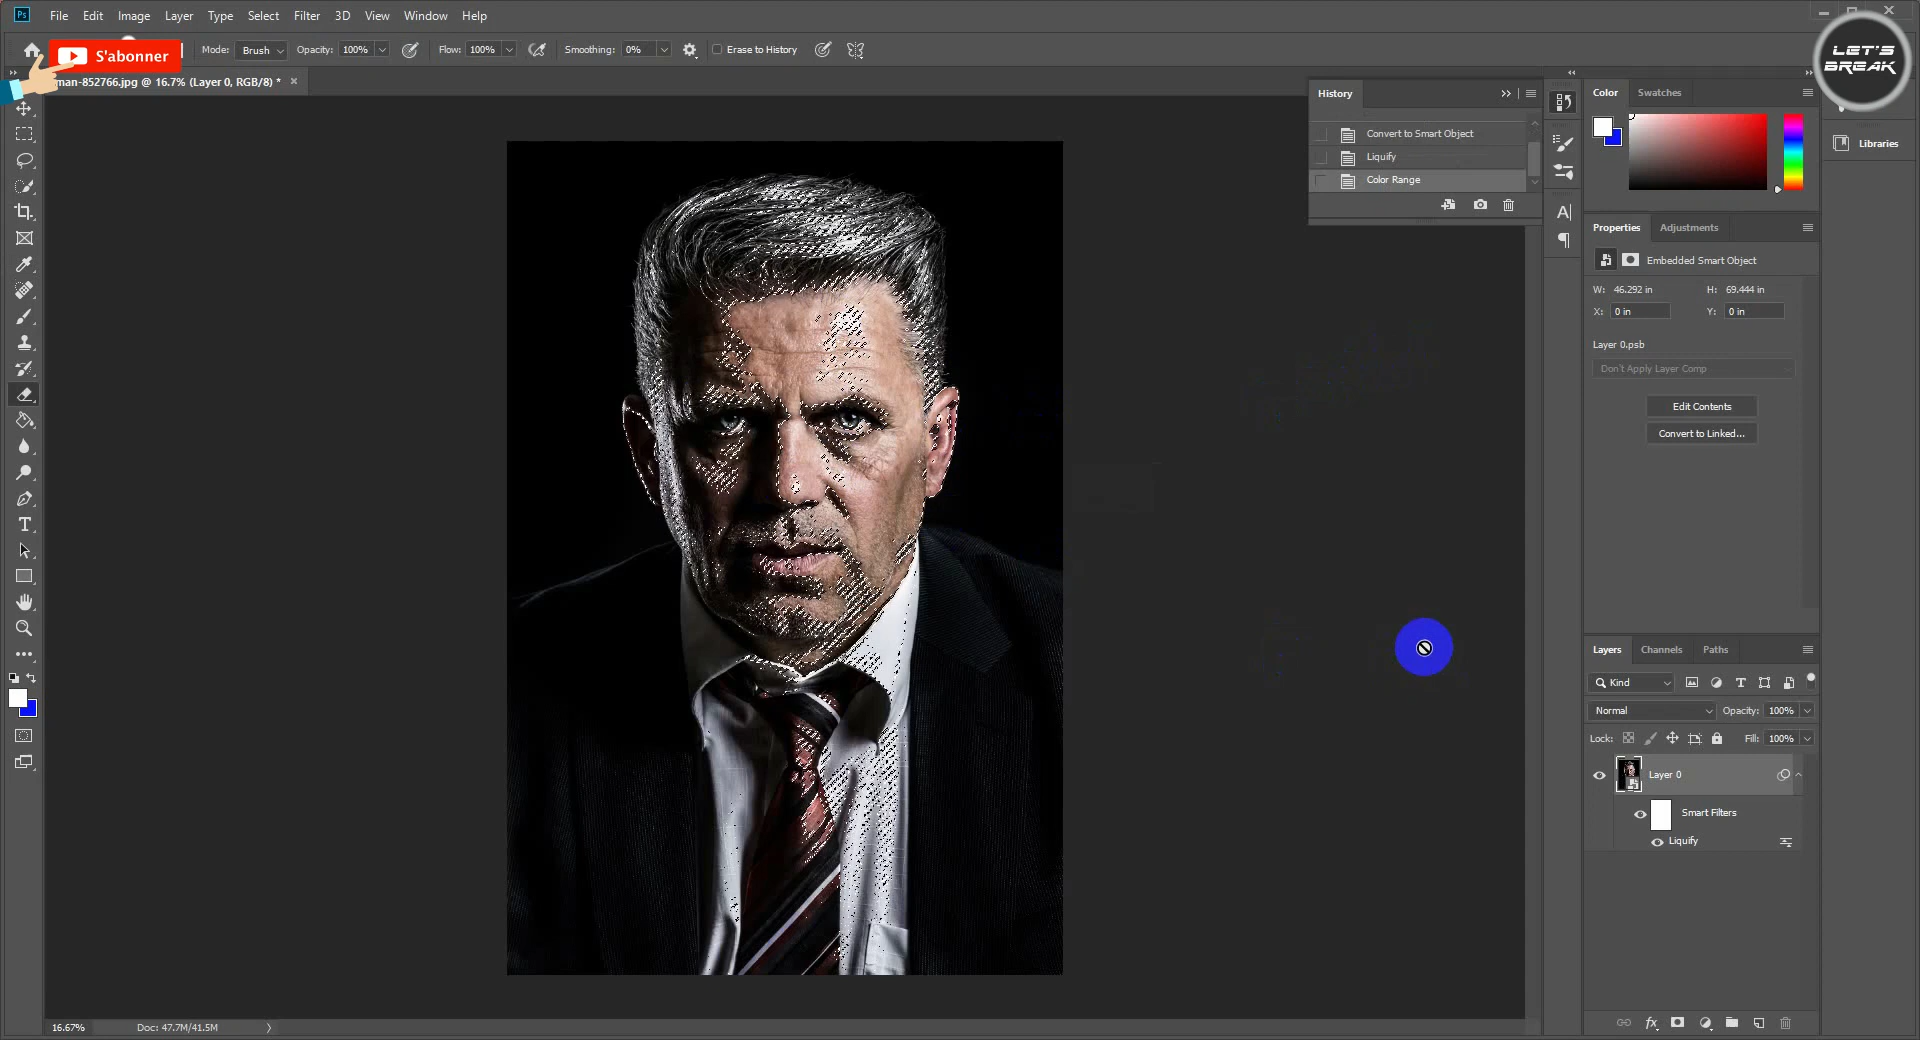 Ps File Edit Image Layer Type Select Filter 3D View Window Help
S'abonner Mode: Brush Opacity: 100% Flow: 100% Smoothing: 0% Erase to History
LET'S BREAK
man-852766.jpg @ 16.7% (Layer 0, RGB/8) *
History
Convert to Smart Object
Liquify
Color Range
Color Swatches
Libraries
Properties Adjustments
Embedded Smart Object
W: 46.292 in H: 69.444 in
X: 0 in Y: 0 in
Layer 0.psb
Don't Apply Layer Comp
Edit Contents
Convert to Linked...
Layers Channels Paths
Kind
Normal Opacity: 100%
Lock: Fill: 100%
Layer 0
Smart Filters
Liquify
16.67% Doc: 47.7M/41.5M